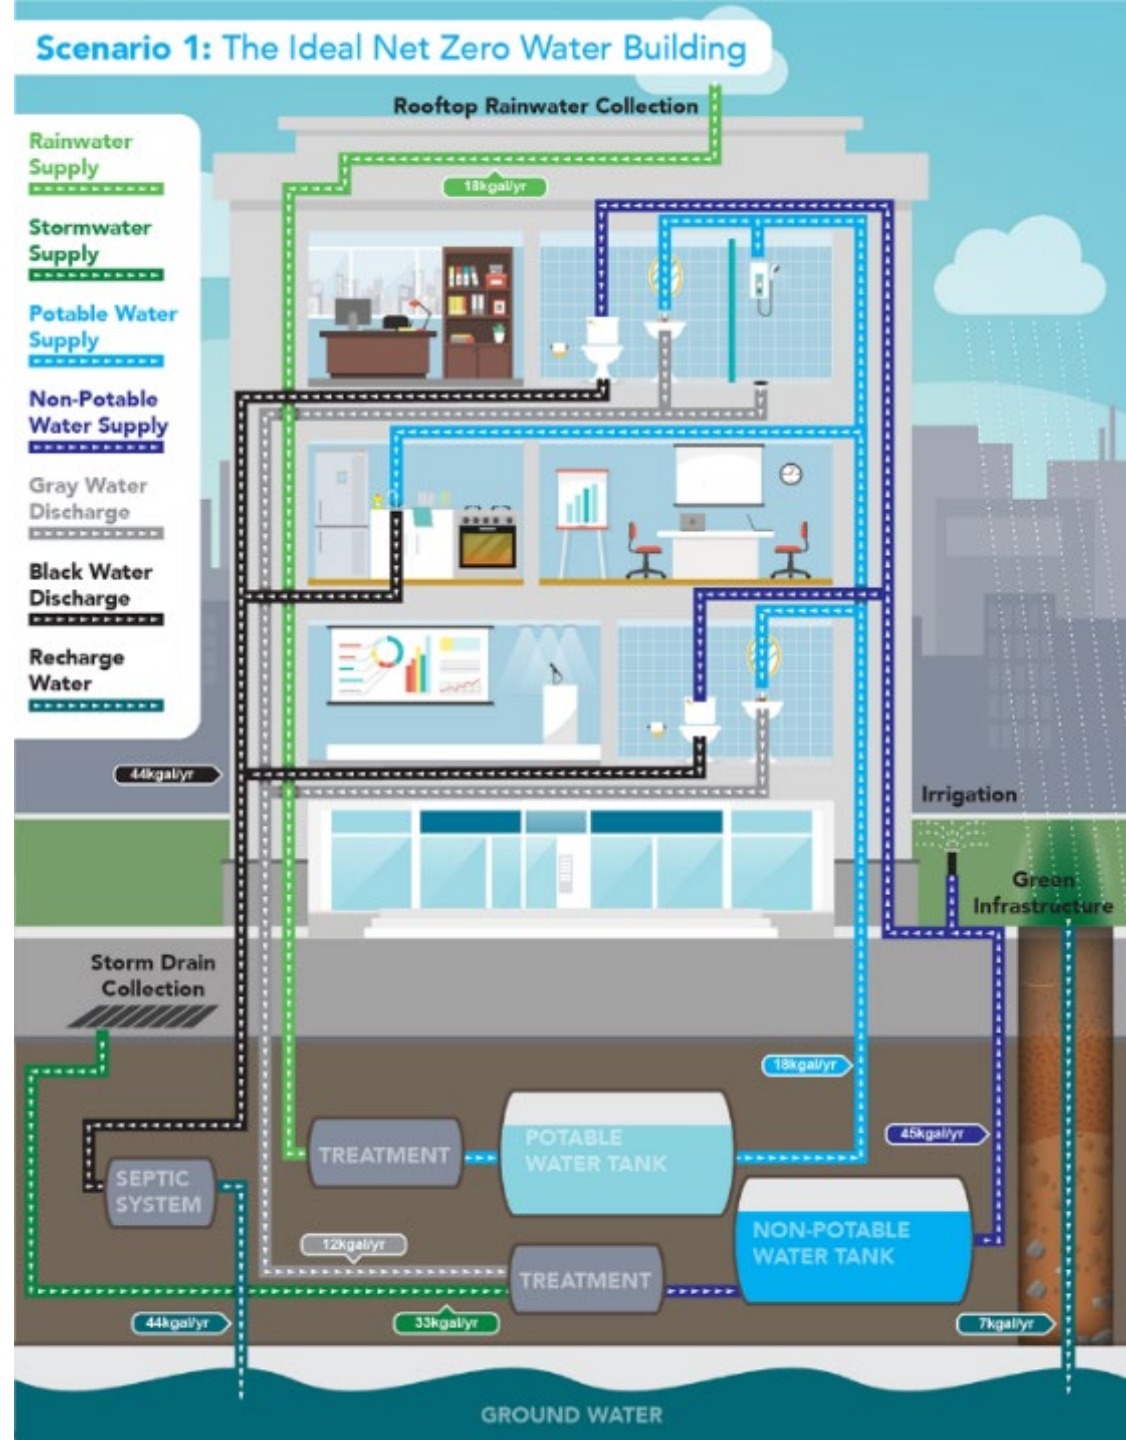 Scenario 1: The Ideal Net Zero Water Building
Rooftop Rainwater Collection
18kgal/yr
Rainwater
Supply
Stormwater
Supply
Potable Water
Supply
Non-Potable
Water Supply
Gray Water
Discharge
Black Water
Discharge
Recharge
Water
44kgal/yr
Irrigation
Green
Infrastructure
Storm Drain
Collection
18kgal/yr
45kgal/yr
TREATMENT
POTABLE
WATER TANK
SEPTIC
SYSTEM
NON-POTABLE
WATER TANK
12kgal/yr
TREATMENT
44kgal/yr
33kgal/yr
7kgal/yr
GROUND WATER